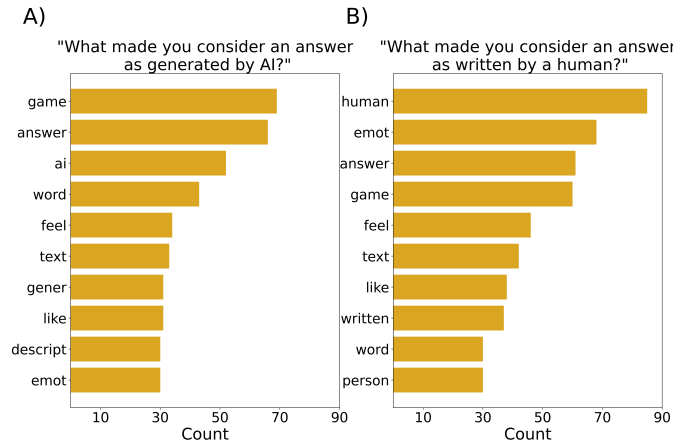 A)
"What made you consider an answer
as generated by AI?"
game
answer
ai
word
feel
text
gener
like
descript
emot
10 30 50 70 90
Count
B)
"What made you consider an answer
as written by a human?"
human
emot
answer
game
feel
text
like
written
word
person
10 30 50 70 90
Count